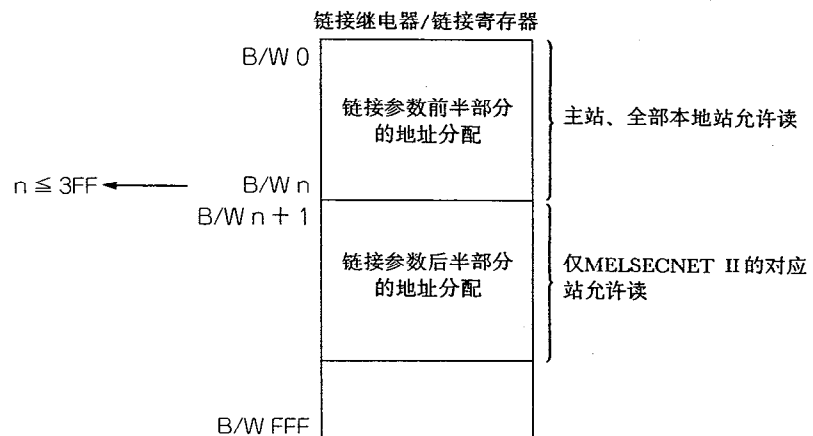 链接继电器/链接寄存器
B/W 0
链接参数前半部分
的地址分配
主站、全部本地站允许读
n ≦ 3FF
B/W n
B/W n + 1
链接参数后半部分
的地址分配
仅MELSECNET II 的对应
站允许读
B/W FFF